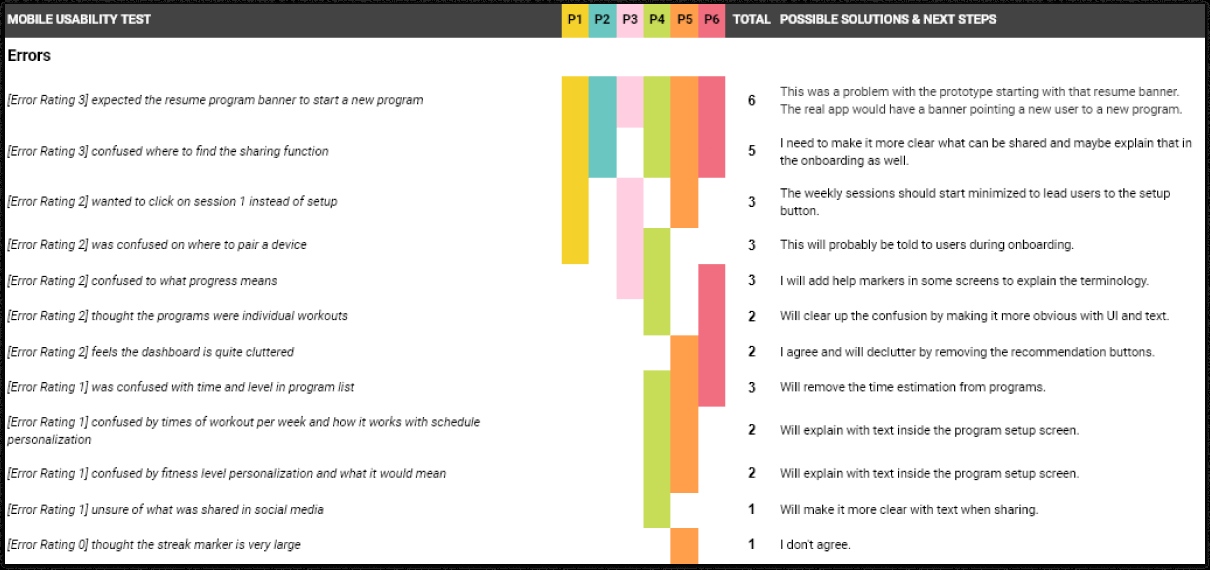 MOBILE USABILITY TEST P1 P2 P3 P4 P5 P6 TOTAL POSSIBLE SOLUTIONS & NEXT STEPS
Errors
[Error Rating 3] expected the resume program banner to start a new program 6 This was a problem with the prototype starting with that resume banner.
The real app would have a banner pointing a new user to a new program.
[Error Rating 3] confused where to find the sharing function 5 I need to make it more clear what can be shared and maybe explain that in
the onboarding as well.
[Error Rating 2] wanted to click on session 1 instead of setup 3 The weekly sessions should start minimized to lead users to the setup
button.
[Error Rating 2] was confused on where to pair a device 3 This will probably be told to users during onboarding.
[Error Rating 2] confused to what progress means 3 I will add help markers in some screens to explain the terminology.
[Error Rating 2] thought the programs were individual workouts 2 Will clear up the confusion by making it more obvious with UI and text.
[Error Rating 2] feels the dashboard is quite cluttered 2 I agree and will declutter by removing the recommendation buttons.
[Error Rating 1] was confused with time and level in program list 3 Will remove the time estimation from programs.
[Error Rating 1] confused by times of workout per week and how it works with schedule
personalization 2 Will explain with text inside the program setup screen.
[Error Rating 1] confused by fitness level personalization and what it would mean 2 Will explain with text inside the program setup screen.
[Error Rating 1] unsure of what was shared in social media 1 Will make it more clear with text when sharing.
[Error Rating 0] thought the streak marker is very large 1 I don't agree.